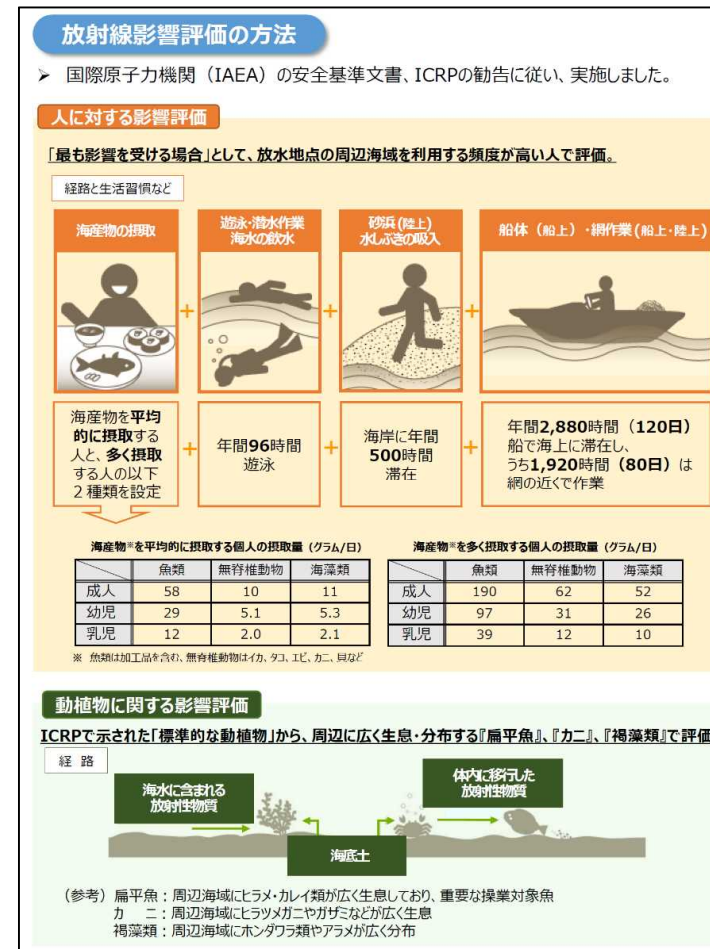 放射線影響評価の方法
➢ 国際原子力機関（IAEA）の安全基準文書、ICRPの勧告に従い、実施しました。
人に対する影響評価
「最も影響を受ける場合」として、放水地点の周辺海域を利用する頻度が高い人で評価。
経路と生活習慣など
海産物の摂取
遊泳・潜水作業
海水の飲水
砂浜(陸上)
水しぶきの吸入
船体（船上）・網作業(船上・陸上)
+
+
+
海産物を平均
的に摂取する
人と、多く摂取
する人の以下
２種類を設定
+
年間96時間
遊泳
+
海岸に年間
500時間
滞在
+
年間2,880時間（120日）
船で海上に滞在し、
うち1,920時間（80日）は
網の近くで作業
海産物※を平均的に摂取する個人の摂取量（グラム/日）
魚類 無脊椎動物 海藻類
成人 58 10 11
幼児 29 5.1 5.3
乳児 12 2.0 2.1
海産物※を多く摂取する個人の摂取量（グラム/日）
魚類 無脊椎動物 海藻類
成人 190 62 52
幼児 97 31 26
乳児 39 12 10
※ 魚類は加工品を含む、無脊椎動物はイカ、タコ、エビ、カニ、貝など
動植物に関する影響評価
ICRPで示された「標準的な動植物」から、周辺に広く生息・分布する『扁平魚』、『カニ』、『褐藻類』で評価
経 路
海水に含まれる
放射性物質
体内に移行した
放射性物質
海底土
（参考）扁平魚：周辺海域にヒラメ・カレイ類が広く生息しており、重要な操業対象魚
カ ニ：周辺海域にヒラツメガニやガザミなどが広く生息
褐藻類：周辺海域にホンダワラ類やアラメが広く分布